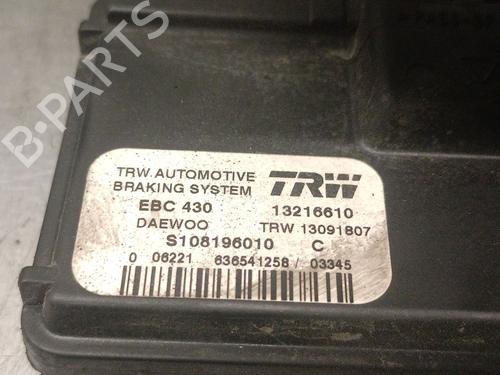 B-PARTS
TRW AUTOMOTIVE
BRAKING SYSTEM
TRW
EBC 430 13216610
DAEWOO TRW 13091807
S108196010 C
0 06221 636541258/ 03345